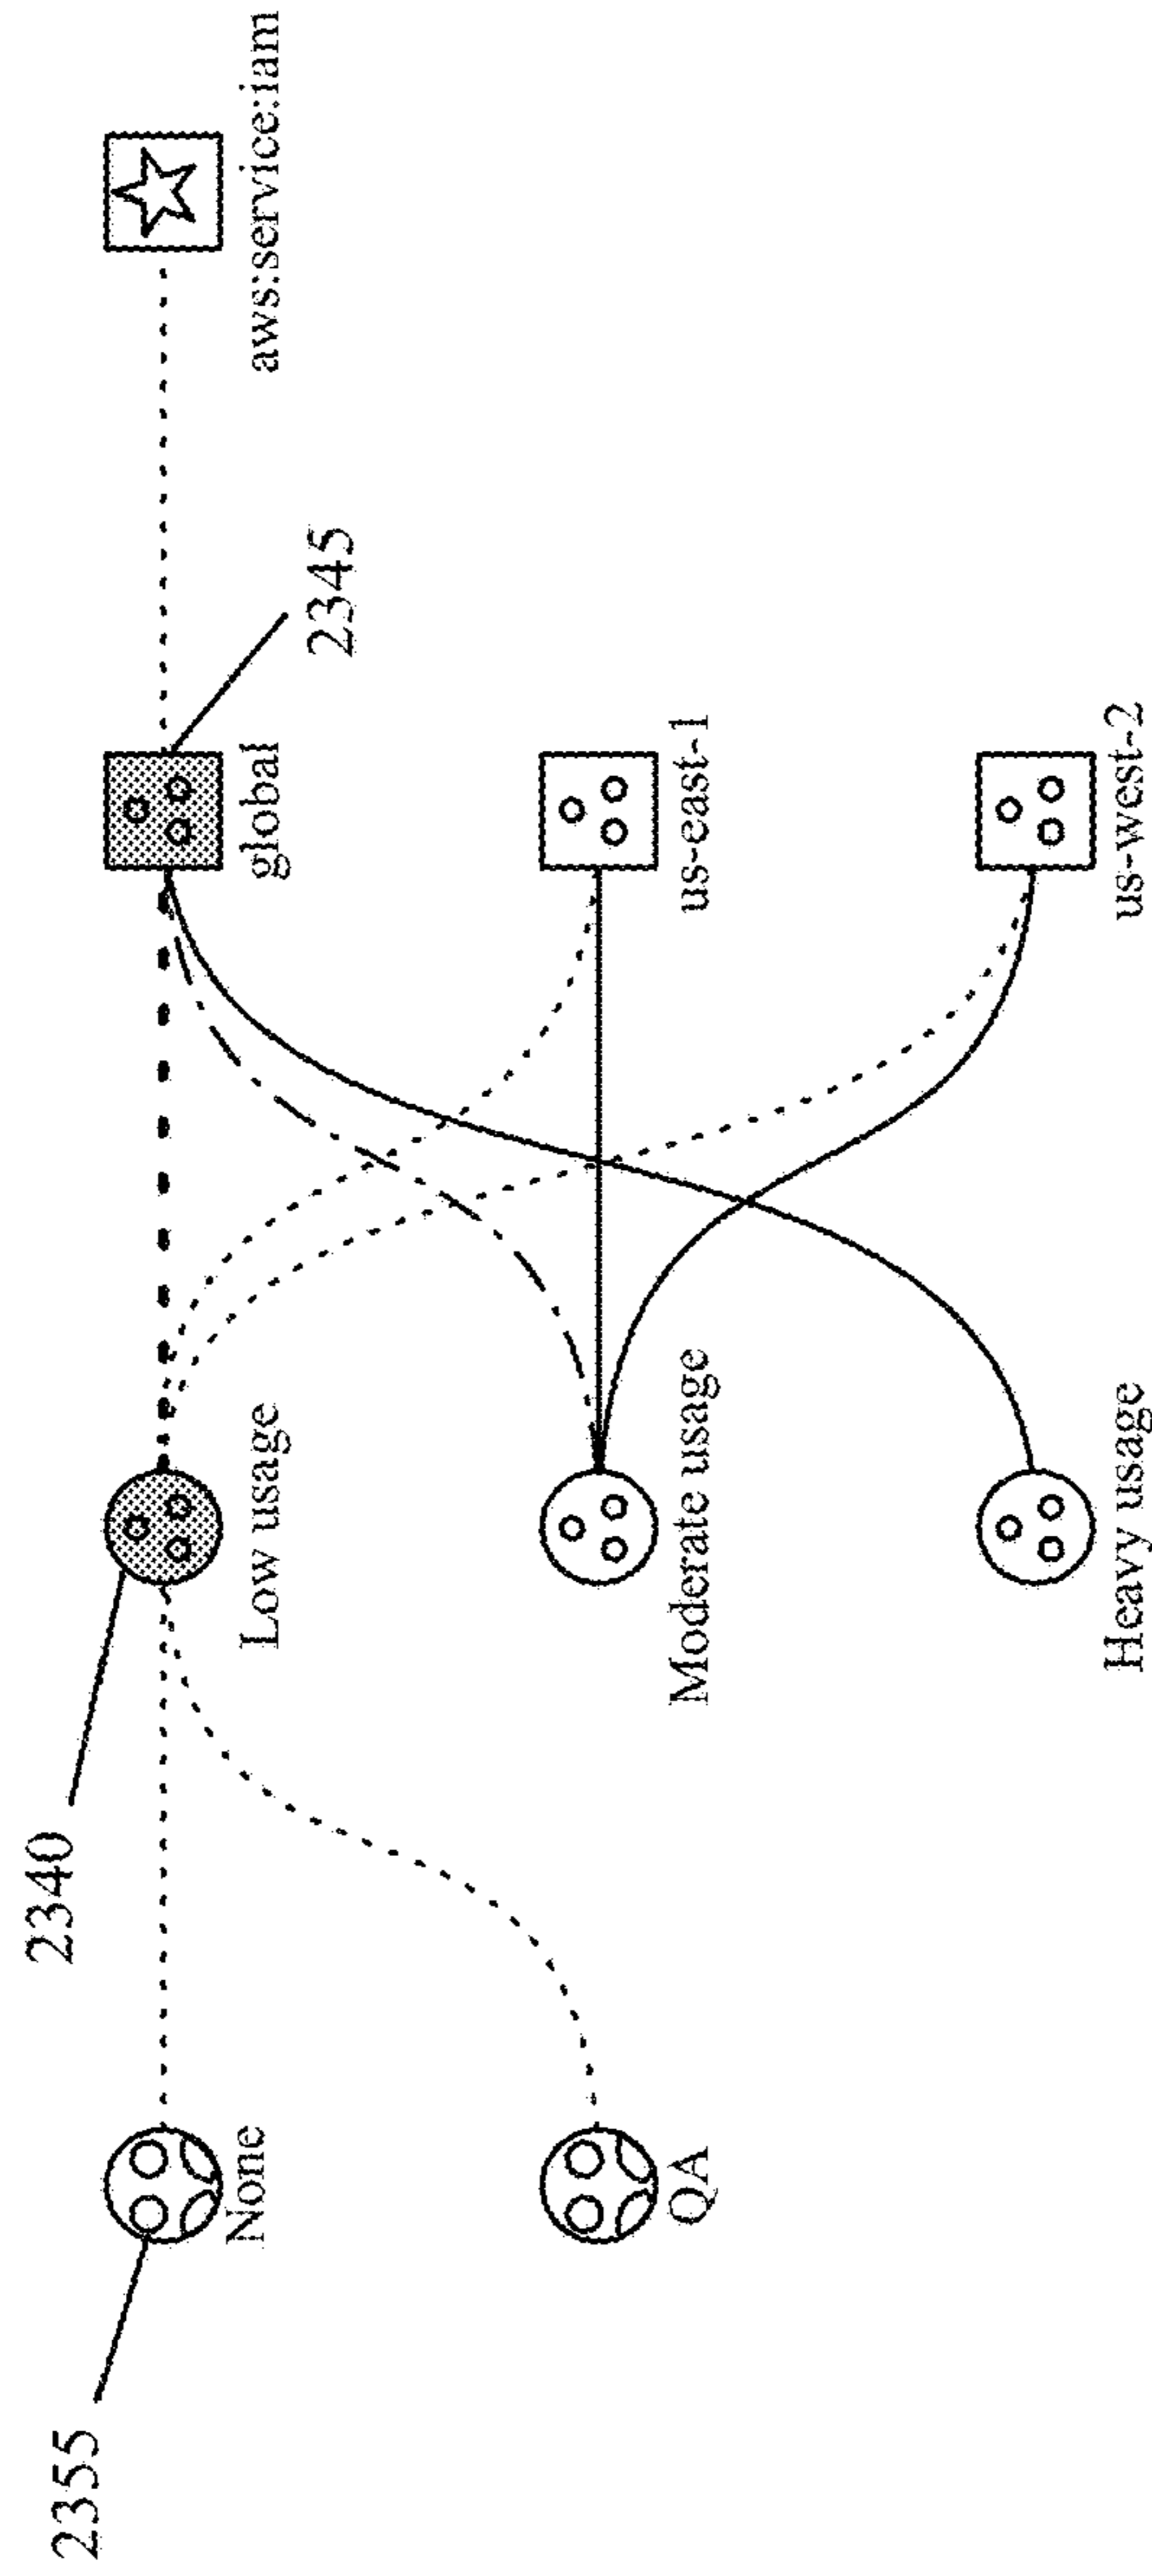 2355
2340
None
Low usage
global
aws:service:iam
2345
QA
Moderate usage
us-east-1
Heavy usage
us-west-2